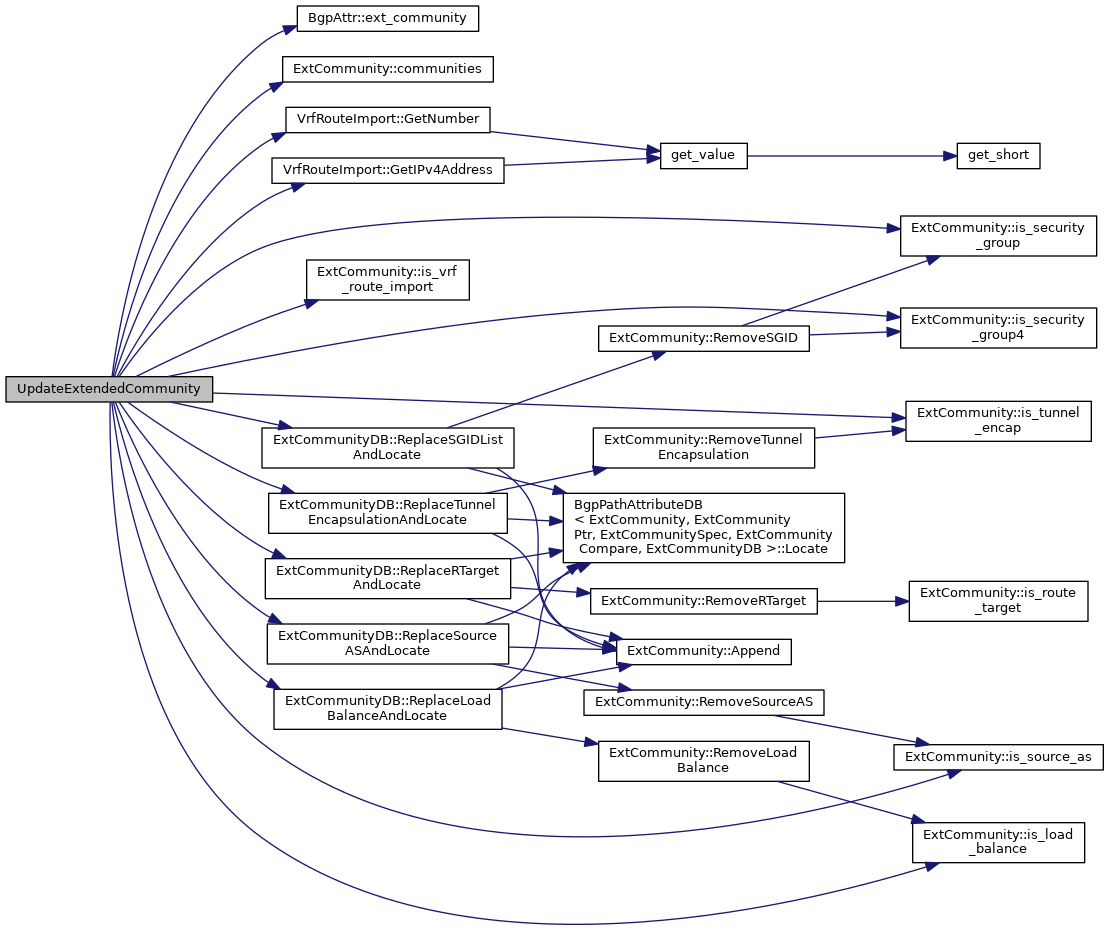 BgpAttr::ext_community
ExtCommunity::communities
VrfRouteImport::GetNumber
get_value
get_short
VrfRouteImport::GetIPv4Address
ExtCommunity::is_security
_group
ExtCommunity::is_vrf
_route_import
ExtCommunity::is_security
_group4
ExtCommunity::RemoveSGID
UpdateExtendedCommunity
ExtCommunity::is_tunnel
_encap
ExtCommunityDB::ReplaceSGIDList
AndLocate
ExtCommunity::RemoveTunnel
Encapsulation
ExtCommunityDB::ReplaceTunnel
EncapsulationAndLocate
BgpPathAttributeDB
< ExtCommunity, ExtCommunity
Ptr, ExtCommunitySpec, ExtCommunity
Compare, ExtCommunityDB >::Locate
ExtCommunityDB::ReplaceRTarget
AndLocate
ExtCommunity::RemoveRTarget
ExtCommunity::is_route
_target
ExtCommunityDB::ReplaceSource
ASAndLocate
ExtCommunity::Append
ExtCommunityDB::ReplaceLoad
BalanceAndLocate
ExtCommunity::RemoveSourceAS
ExtCommunity::RemoveLoad
Balance
ExtCommunity::is_source_as
ExtCommunity::is_load
_balance